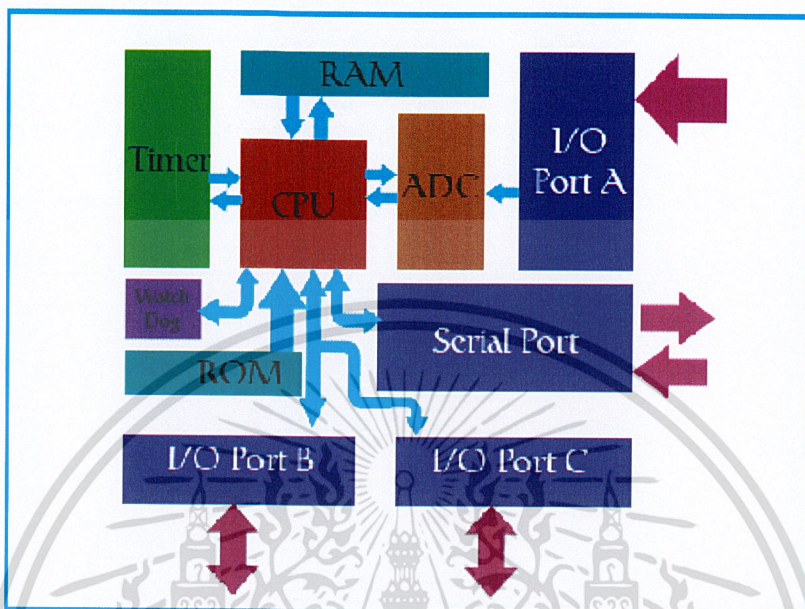 RAM
Timer
CPU
ADC
I/O
Port A
Watch
Dog
ROM
Serial Port
I/O Port B
I/O Port C